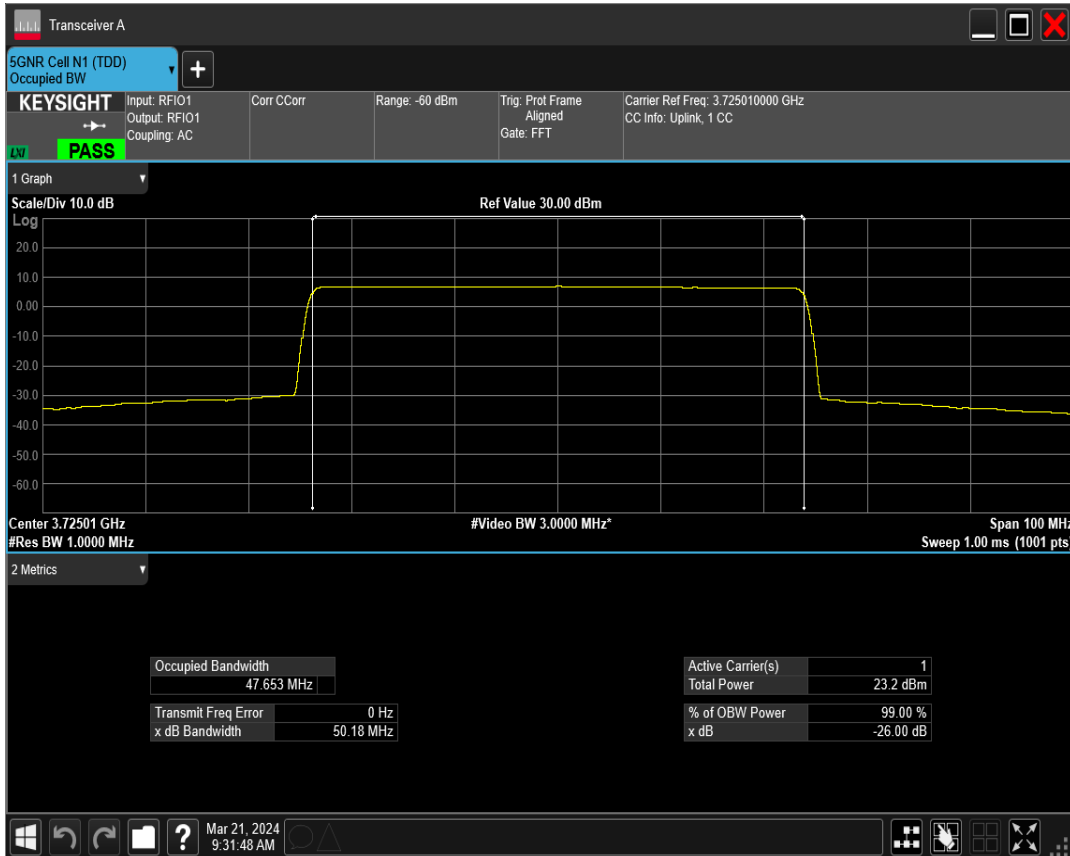 Transceiver A
5GNR Cell N1 (TDD)
Occupied BW
+
KEYSIGHT
LXI
PASS
Input: RFIO1
Output: RFIO1
Coupling: AC
Corr CCorr
Range: -60 dBm
Trig: Prot Frame
Aligned
Gate: FFT
Carrier Ref Freq: 3.725010000 GHz
CC Info: Uplink, 1 CC
1 Graph
Scale/Div 10.0 dB
Ref Value 30.00 dBm
Log
20.0
10.0
0.00
-10.0
-20.0
-30.0
-40.0
-50.0
-60.0
Center 3.72501 GHz
#Video BW 3.0000 MHz*
Span 100 MHz
#Res BW 1.0000 MHz
Sweep 1.00 ms (1001 pts)
2 Metrics
Occupied Bandwidth
47.653 MHz
Transmit Freq Error 0 Hz
x dB Bandwidth 50.18 MHz
Active Carrier(s) 1
Total Power 23.2 dBm
% of OBW Power 99.00 %
x dB -26.00 dB
?
Mar 21, 2024
9:31:48 AM